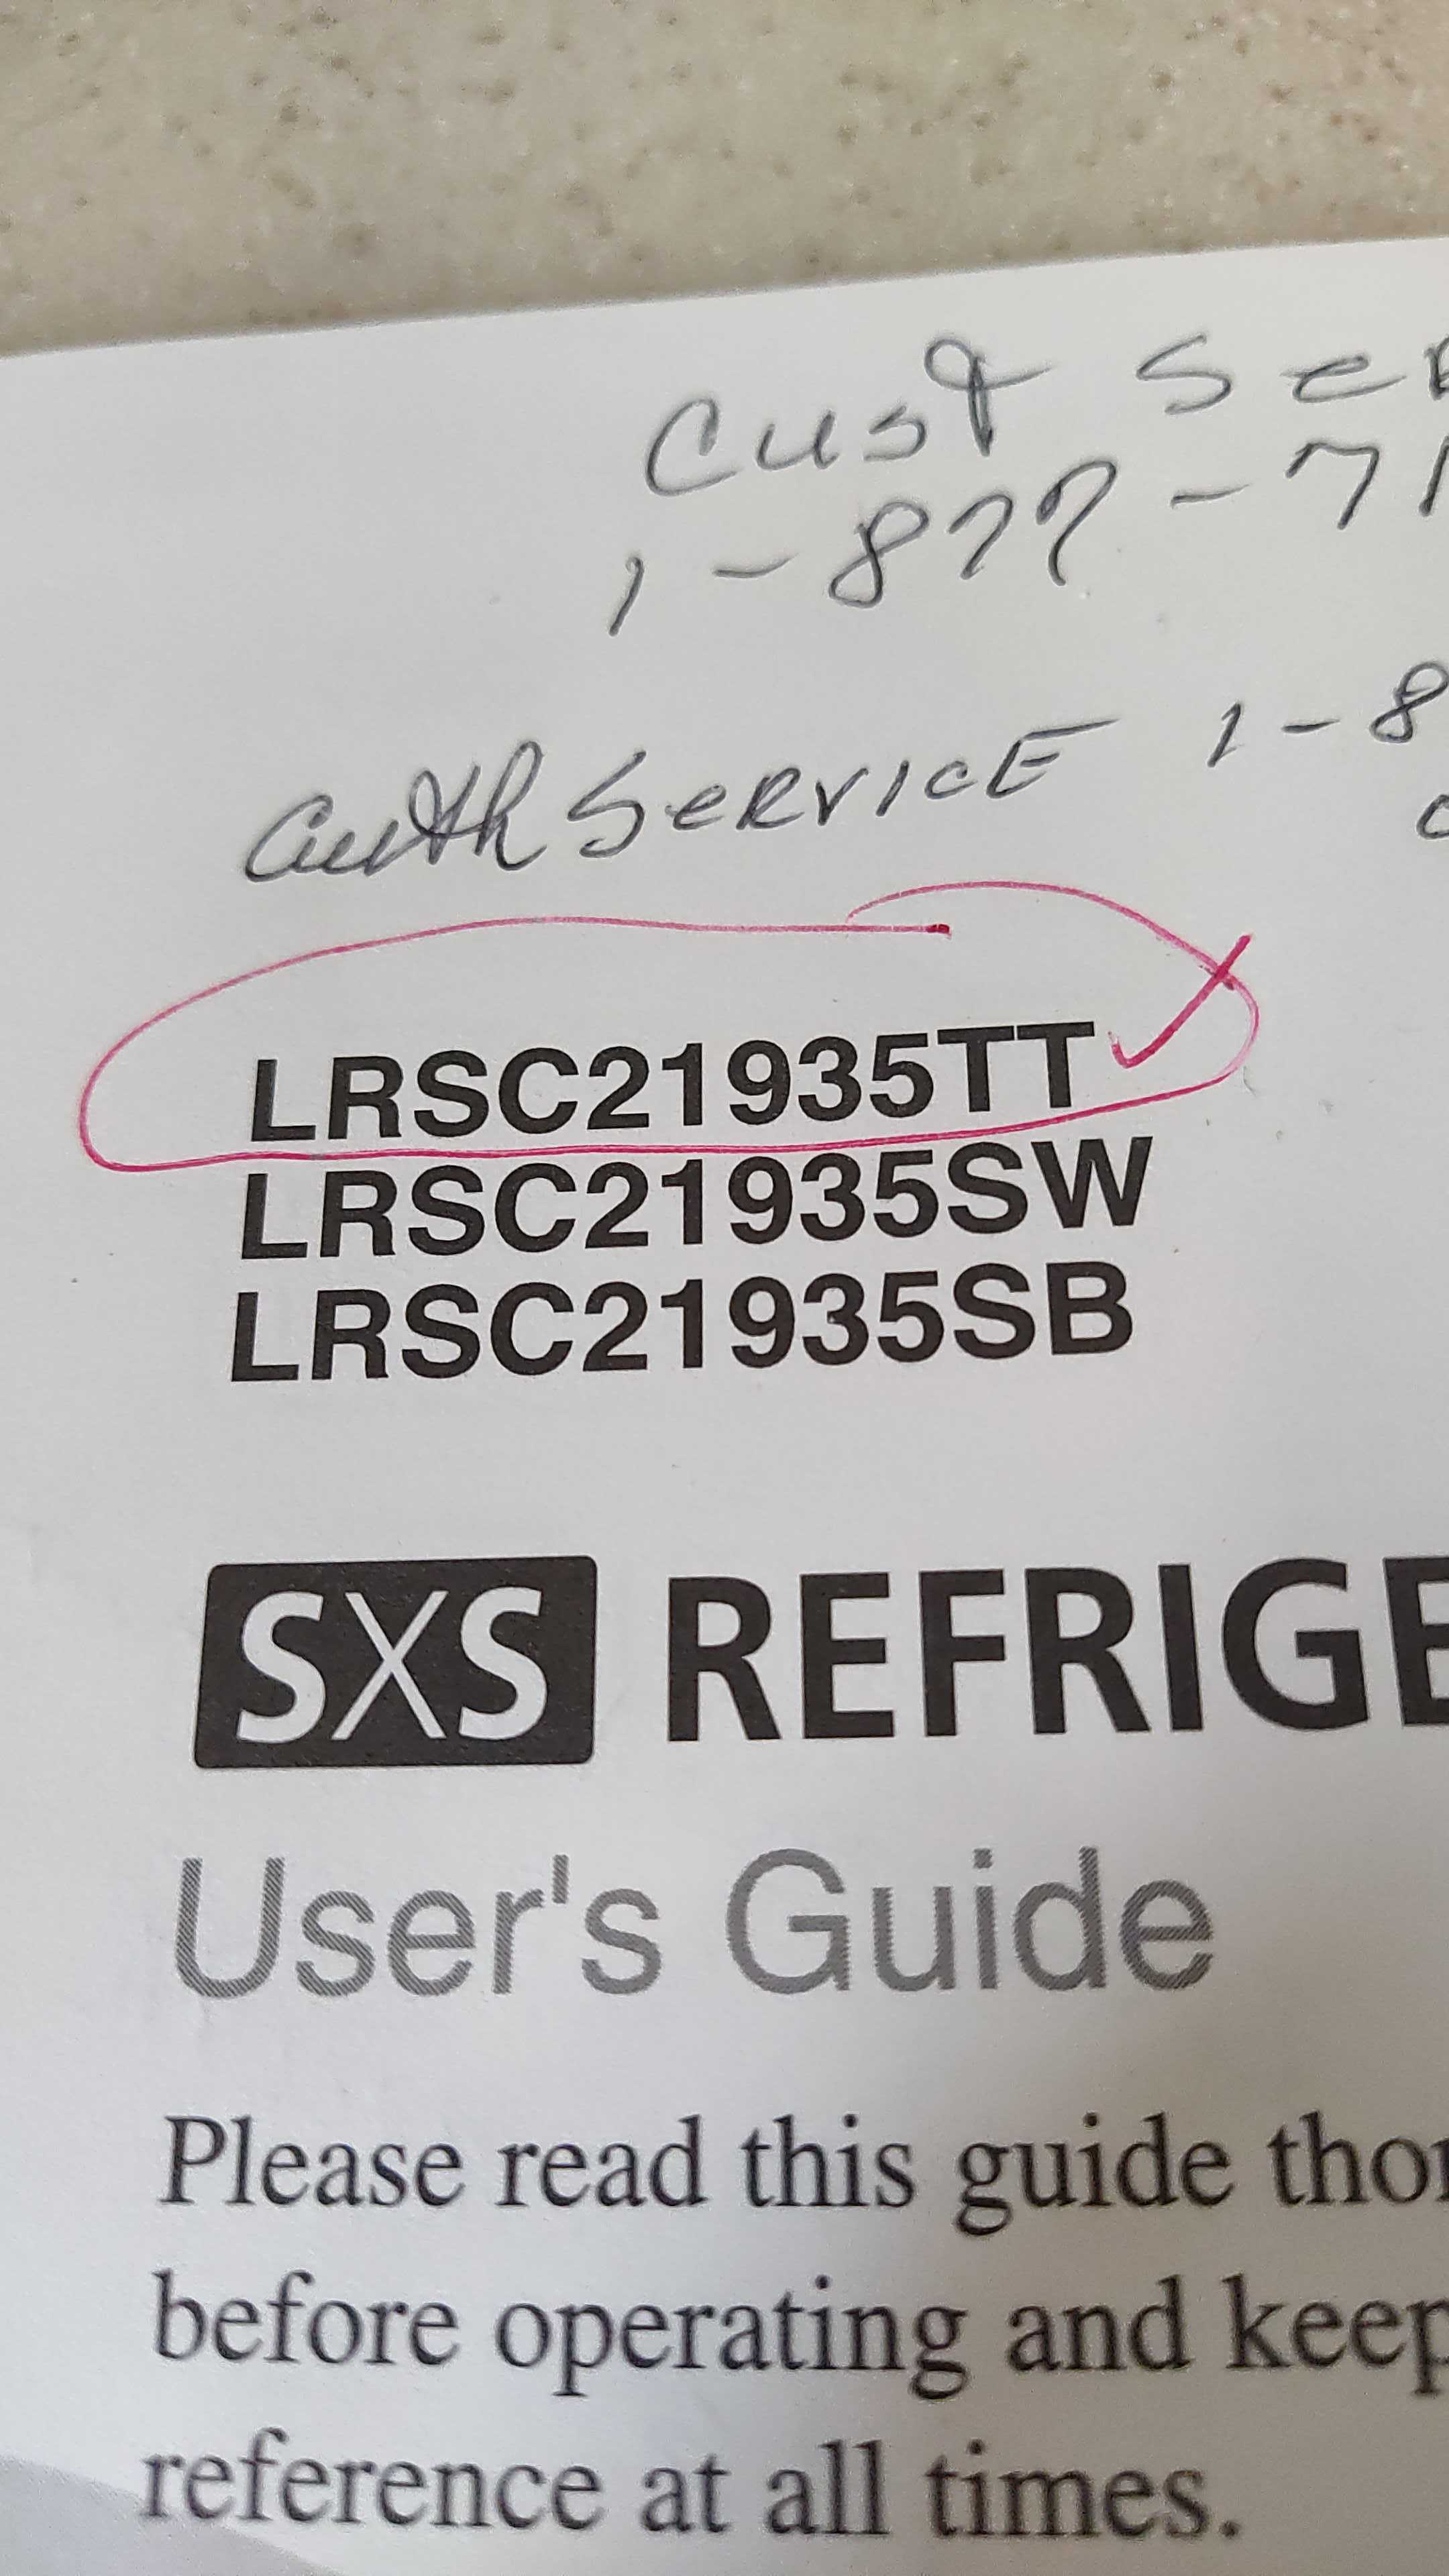 Cust Se
1-877-71
Auth Service 1-8
LRSC21935TT
LRSC21935SW
LRSC21935SB
SXS REFRIGE
User's Guide
Please read this guide tho
before operating and keep
reference at all times.